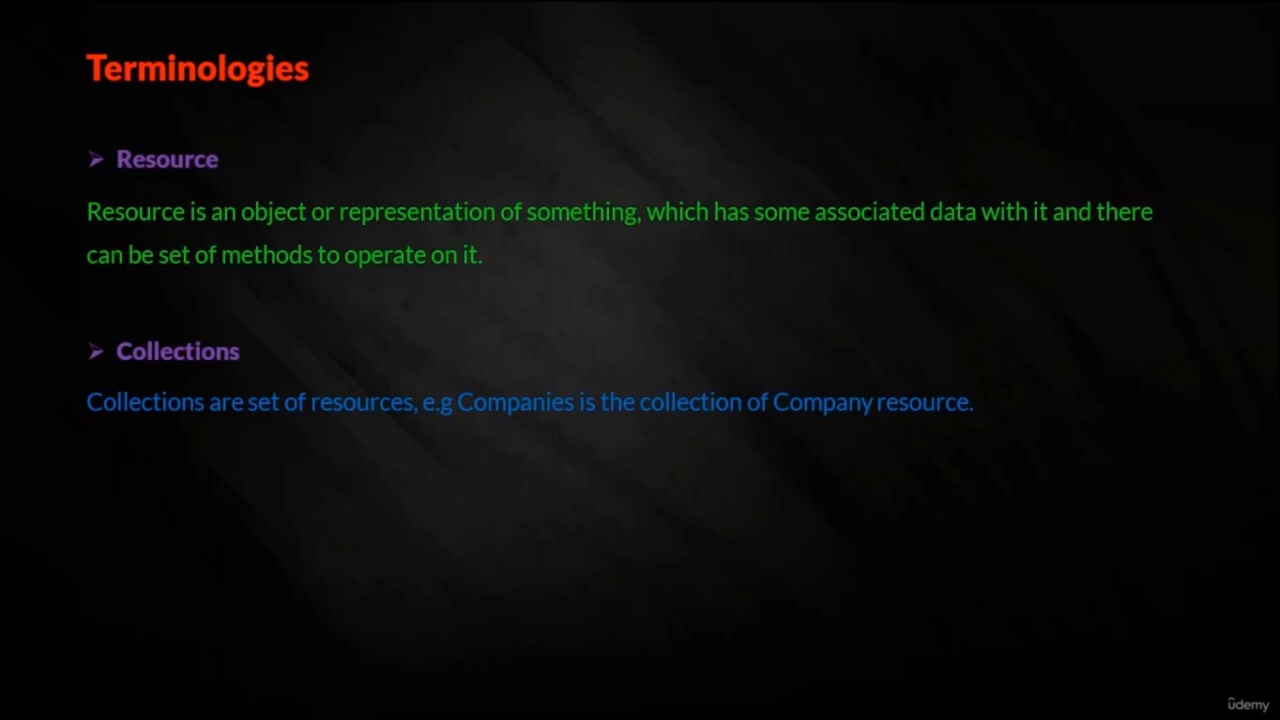 Terminologies
➢ Resource
Resource is an object or representation of something, which has some associated data with it and there
can be set of methods to operate on it.
➢ Collections
Collections are set of resources, e.g Companies is the collection of Company resource.
ûdemy